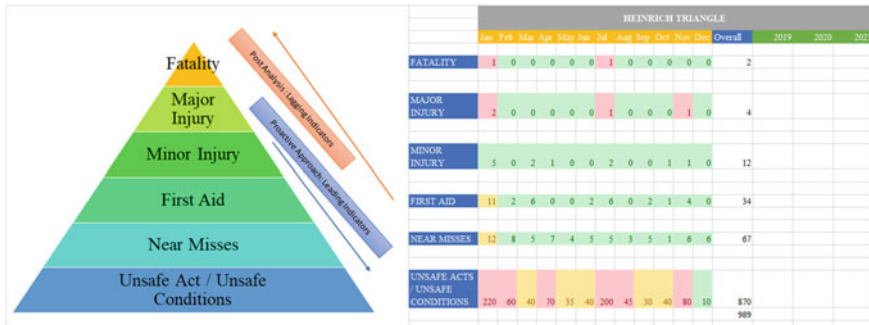 Fatality
Major
Injury
Minor Injury
First Aid
Near Misses
Unsafe Act / Unsafe
Conditions
Post Analysis: Lagging Indicators
Proactive Approach: Leading Indicators
HEINRICH TRIANGLE
Jan Feb Mar Apr May Jun Jul Aug Sep Oct Nov Dec Overall 2019 2020 202
FATALITY 1 0 0 0 0 0 1 0 0 0 0 0 2
MAJOR
INJURY 2 0 0 0 0 0 1 0 0 0 1 0 4
MINOR
INJURY 5 0 2 1 0 0 2 0 0 1 1 0 12
FIRST AID 11 2 6 0 0 2 6 0 2 1 4 0 34
NEAR MISSES 12 8 5 7 4 5 5 3 5 1 6 6 67
UNSAFE ACTS
/ UNSAFE
CONDITIONS 220 60 40 70 35 40 200 45 30 40 80 10 870
989